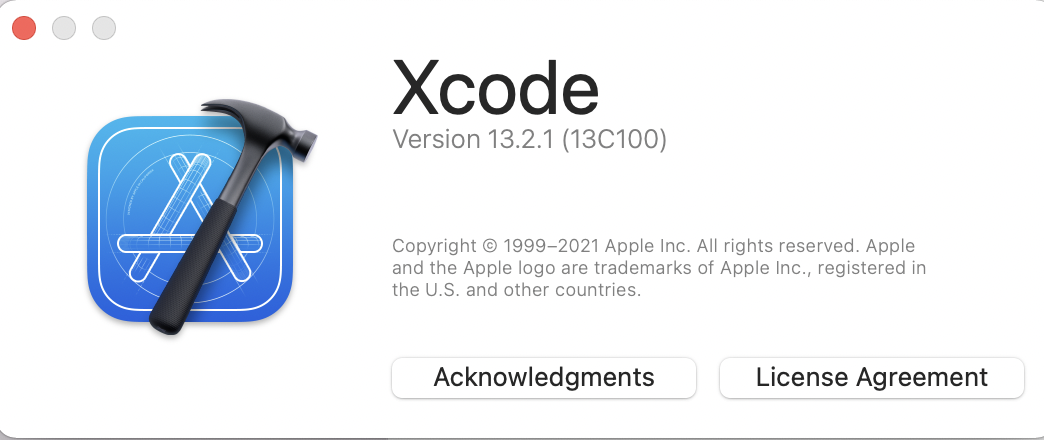 Xcode
Version 13.2.1 (13C100)
Copyright © 1999–2021 Apple Inc. All rights reserved. Apple
and the Apple logo are trademarks of Apple Inc., registered in
the U.S. and other countries.
Acknowledgments
License Agreement